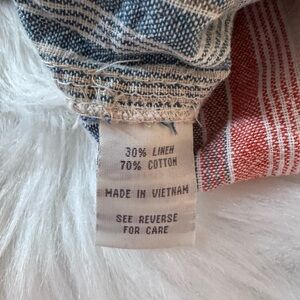 30% LINEN
70% COTTON
MADE IN VIETNAM
SEE REVERSE
FOR CARE